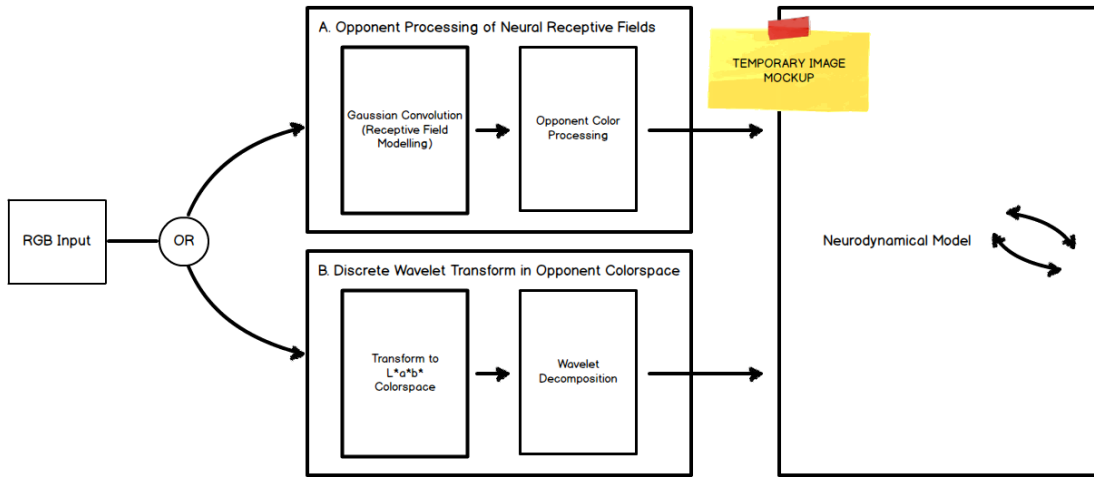 A. Opponent Processing of Neural Receptive Fields
TEMPORARY IMAGE
MOCKUP
Gaussian Convolution
(Receptive Field
Modelling)
Opponent Color
Processing
RGB Input
OR
Neurodynamical Model
B. Discrete Wavelet Transform in Opponent Colorspace
Transform to
L*a*b*
Colorspace
Wavelet
Decomposition